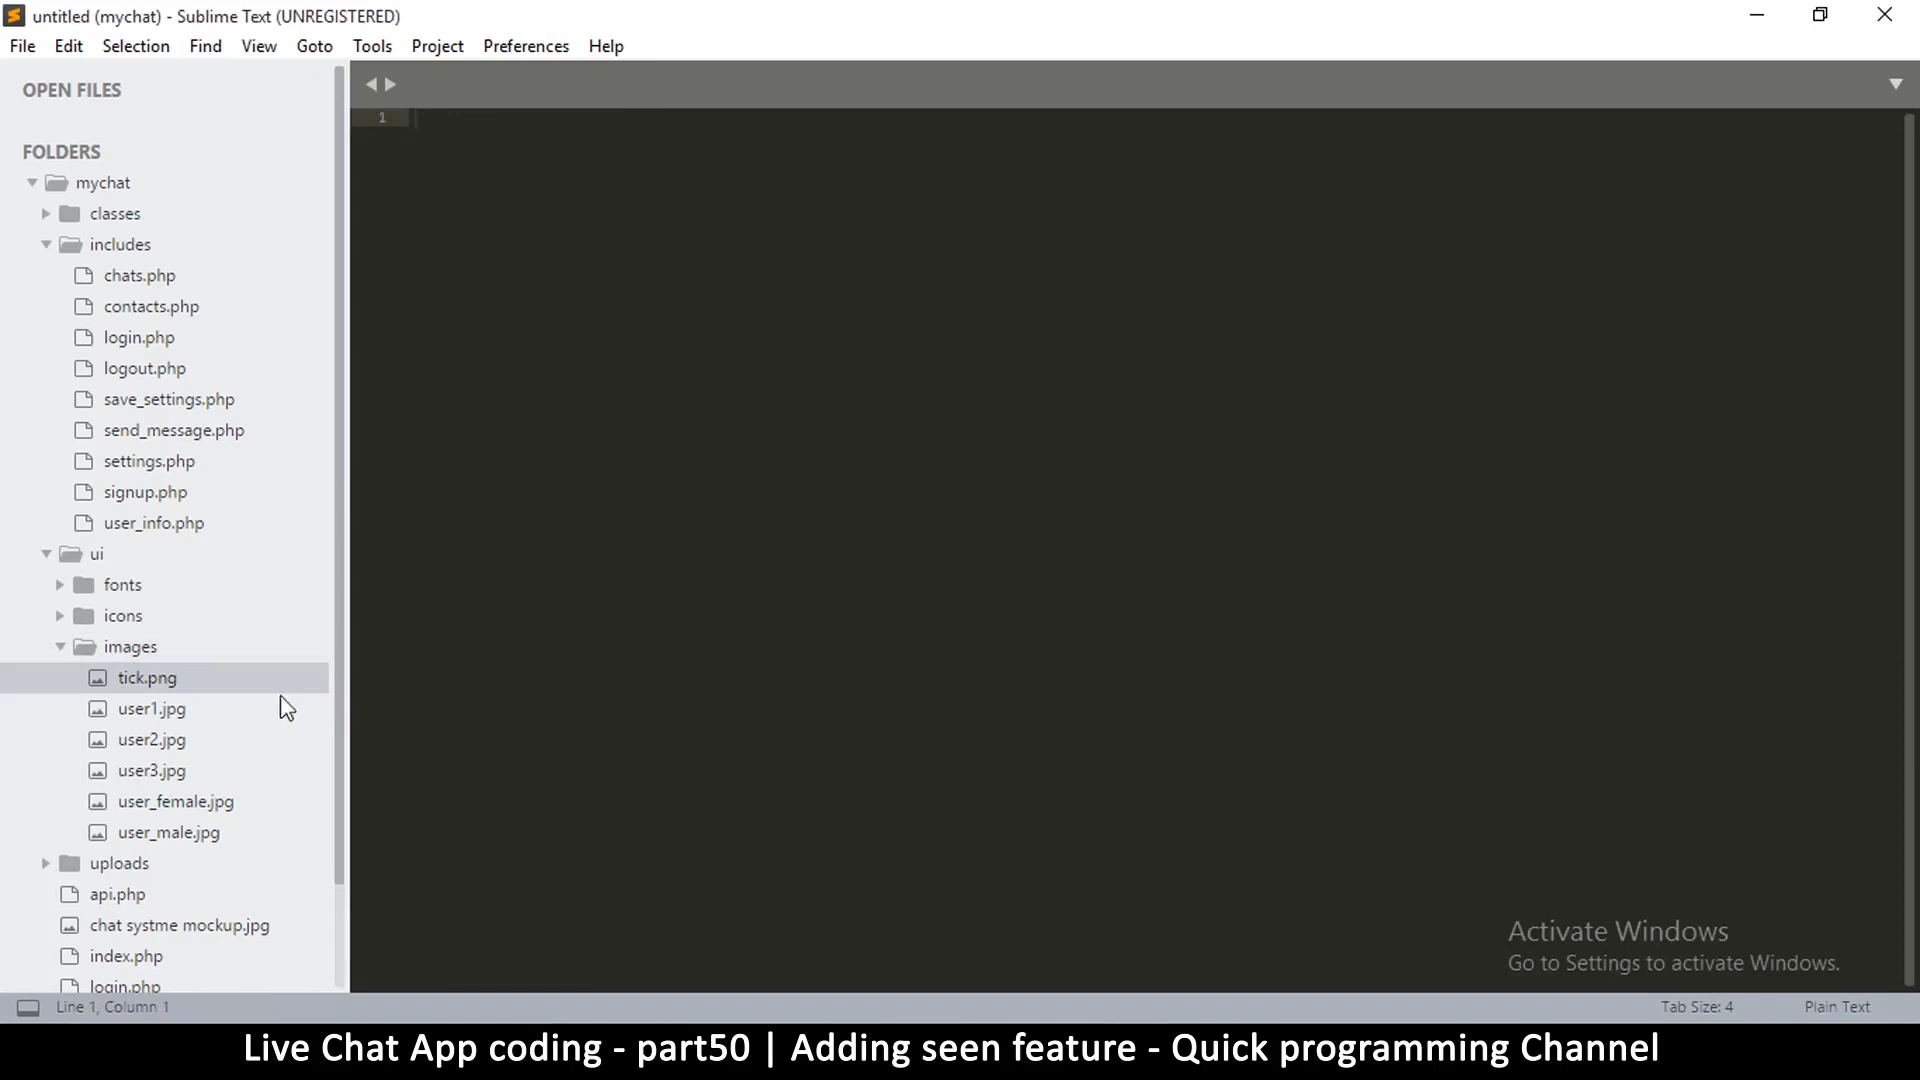 untitled (mychat) - Sublime Text (UNREGISTERED)
File Edit Selection Find View Goto Tools Project Preferences Help
OPEN FILES
1
FOLDERS
mychat
classes
includes
chats.php
contacts.php
login.php
logout.php
save_settings.php
send_message.php
settings.php
signup.php
user_info.php
ui
fonts
icons
images
tick.png
user1.jpg
user2.jpg
user3.jpg
user_female.jpg
user_male.jpg
uploads
api.php
chat systme mockup.jpg
index.php
login.php
Activate Windows
Go to Settings to activate Windows.
Line 1, Column 1 Tab Size: 4 Plain Text
Live Chat App coding - part50 | Adding seen feature - Quick programming Channel